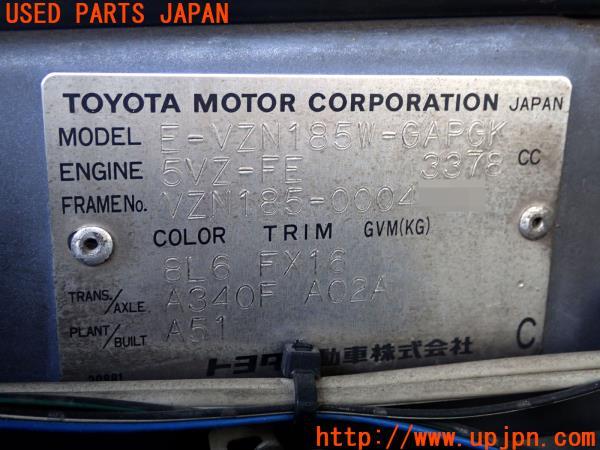 USED PARTS JAPAN
TOYOTA MOTOR CORPORATION JAPAN
MODEL E-VZN185W-GAPGK
ENGINE 5VZ-FE 3378 CC
FRAME No. VZN185-0004
COLOR TRIM GVM(KG)
8L6 FX16
TRANS./AXLE A340F A02A
PLANT/BUILT A51
C
トヨタ自動車株式会社
http://www.upjpn.com/